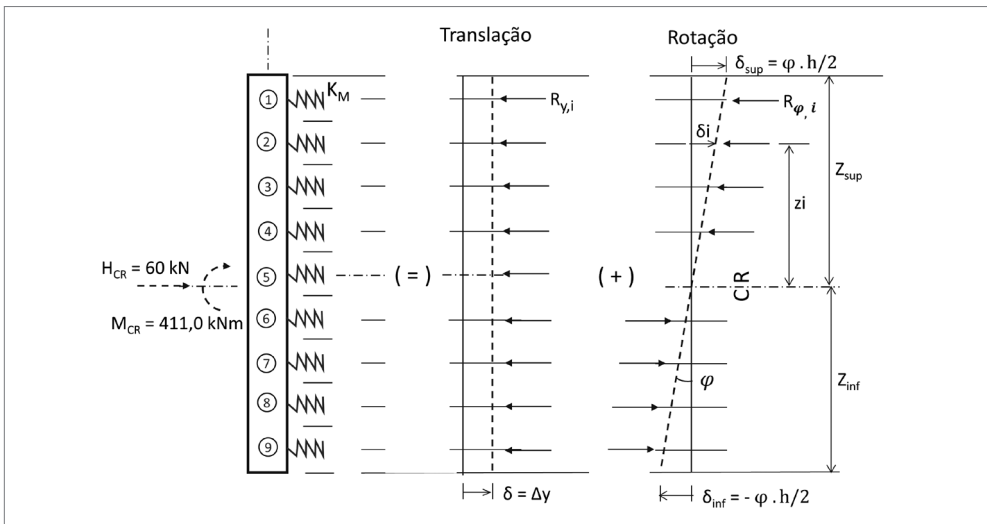 Translação
Rotação
δsup = φ . h/2
① KM
Ry,i
Rφ, i
②
δi
③
Zsup
zi
④
HCR = 60 kN
⑤
( = )
( + )
CR
MCR = 411,0 kNm
⑥
⑦
φ
Zinf
⑧
⑨
δ = Δy
δinf = - φ . h/2